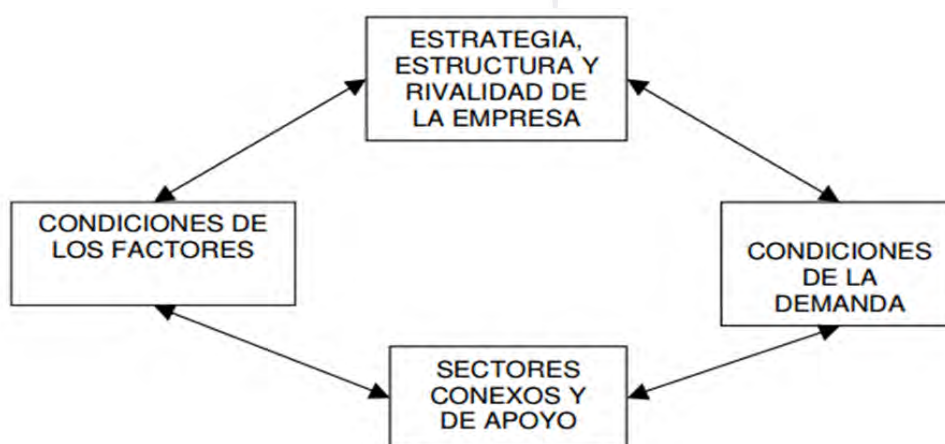 ESTRATEGIA,
ESTRUCTURA Y
RIVALIDAD DE
LA EMPRESA
CONDICIONES DE
LOS FACTORES
CONDICIONES
DE LA
DEMANDA
SECTORES
CONEXOS Y
DE APOYO